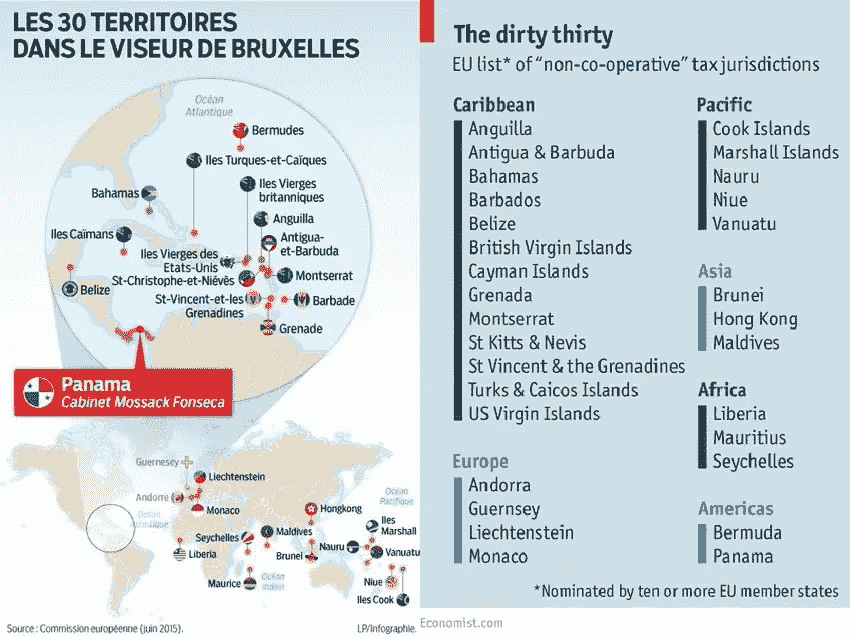 LES 30 TERRITOIRES
DANS LE VISEUR DE BRUXELLES
Océan
Atlantique
Bermudes
Iles Turques-et-Caïques
Bahamas
Iles Vierges
britanniques
Anguilla
Iles Caïmans
Antigua-
et-Barbuda
Iles Vierges des
Etats-Unis
St-Christophe-et-Niévès
Montserrat
Belize
St-Vincent-et-les
Grenadines
Barbade
Grenade
Panama
Cabinet Mossack Fonseca
Guernesey
Liechtenstein
Andorre
Monaco
Océan
Atlantique
Hongkong
Océan
Pacifique
Iles
Marshall
Seychelles
Maldives
Nauru
Vanuatu
Liberia
Brunei
Maurice
Océan
Indien
Niue
Iles Cook
Source : Commission européenne (juin 2015).
LP/Infographie.
The dirty thirty
EU list* of “non-co-operative” tax jurisdictions
Caribbean
Anguilla
Antigua & Barbuda
Bahamas
Barbados
Belize
British Virgin Islands
Cayman Islands
Grenada
Montserrat
St Kitts & Nevis
St Vincent & the Grenadines
Turks & Caicos Islands
US Virgin Islands
Europe
Andorra
Guernsey
Liechtenstein
Monaco
Pacific
Cook Islands
Marshall Islands
Nauru
Niue
Vanuatu
Asia
Brunei
Hong Kong
Maldives
Africa
Liberia
Mauritius
Seychelles
Americas
Bermuda
Panama
*Nominated by ten or more EU member states
Economist.com